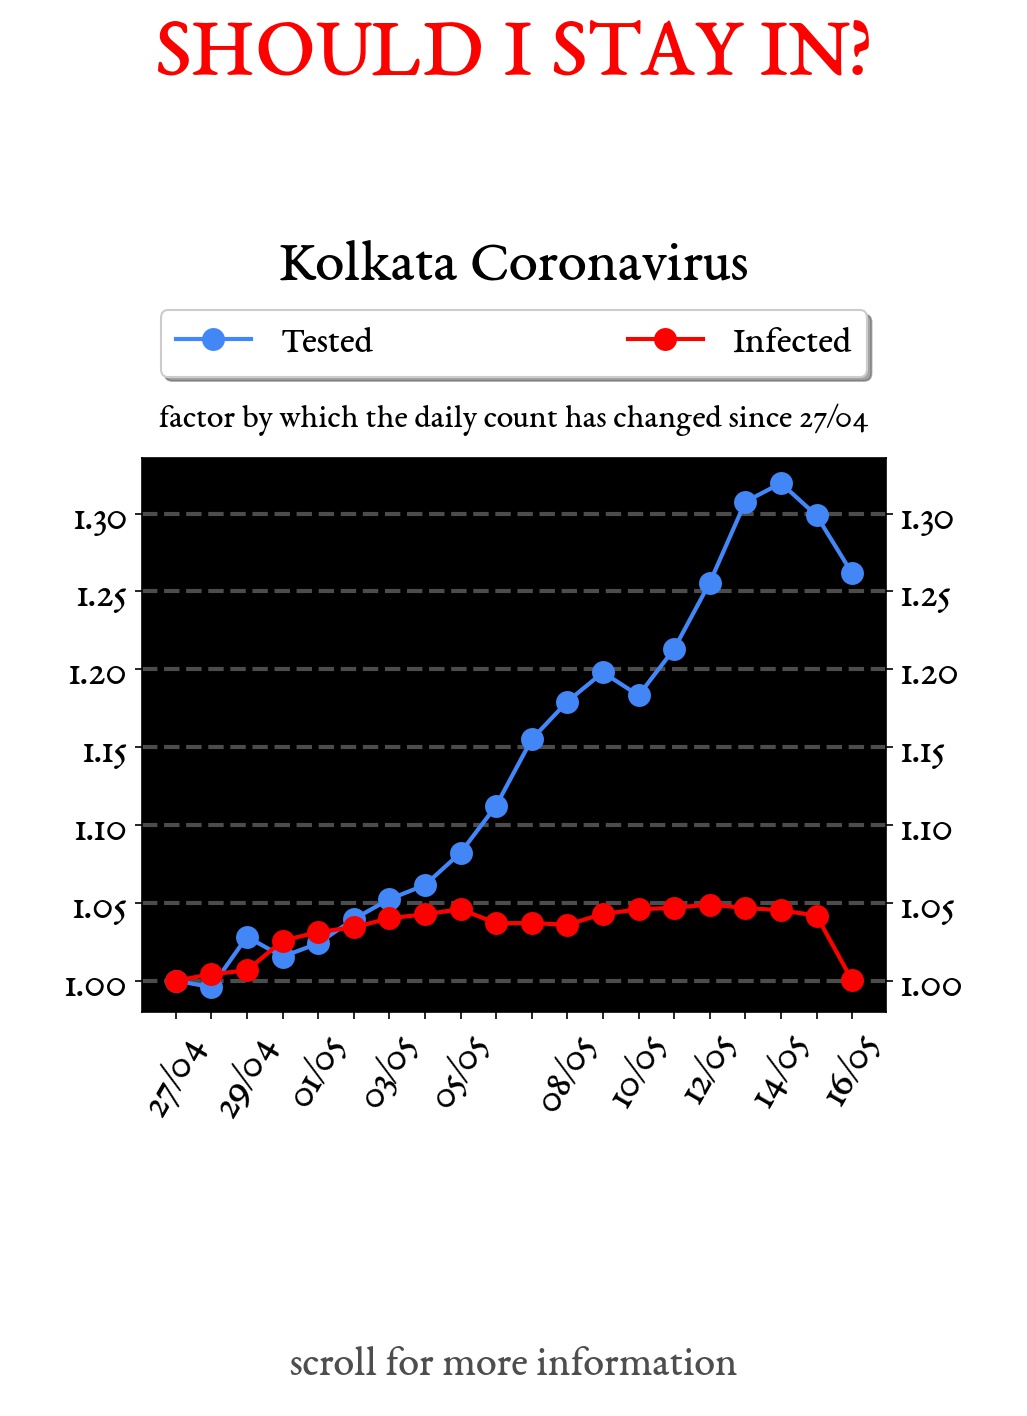 SHOULD I STAY IN?
Kolkata Coronavirus
Tested Infected
factor by which the daily count has changed since 27/04
1.30 1.30
1.25 1.25
1.20 1.20
1.15 1.15
1.10 1.10
1.05 1.05
1.00 1.00
27/04 29/04 01/05 03/05 05/05 08/05 10/05 12/05 14/05 16/05
scroll for more information